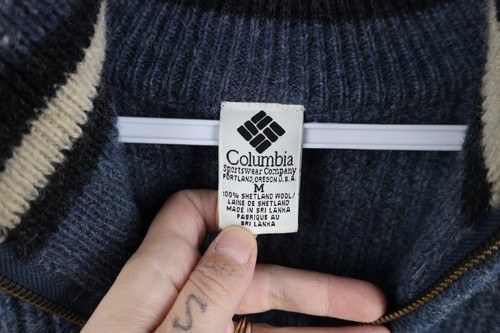 Columbia
Sportswear Company
PORTLAND, OREGON U.S.A.
M
100% SHETLAND WOOL/
LAINE DE SHETLAND
MADE IN SRI LANKA
FABRIQUE AU
SRI LANKA